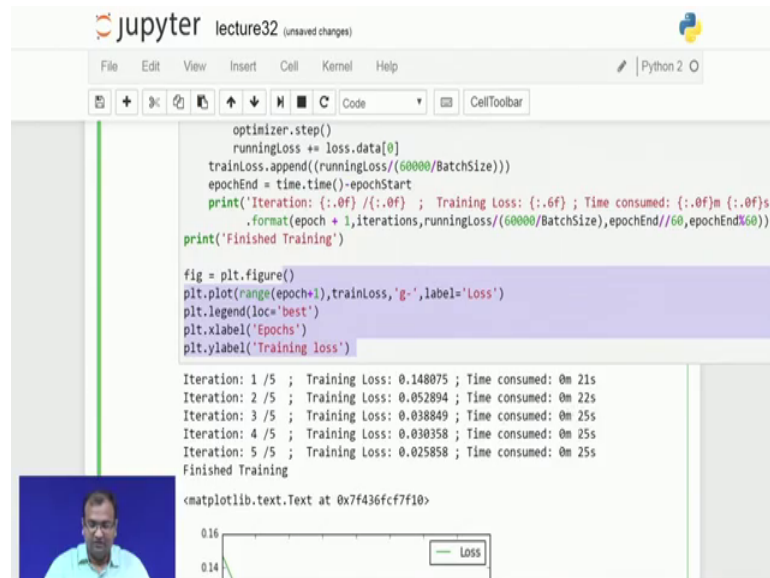 jupyter lecture32 (unsaved changes)
File Edit View Insert Cell Kernel Help Python 2
Code CellToolbar
optimizer.step()
runningLoss += loss.data[0]
trainLoss.append((runningLoss/(60000/BatchSize)))
epochEnd = time.time()-epochStart
print('Iteration: {:.0f} /{:.0f}  ;  Training Loss: {:.6f} ; Time consumed: {:.0f}m {:.0f}s
.format(epoch + 1,iterations,runningLoss/(60000/BatchSize),epochEnd//60,epochEnd%60))
print('Finished Training')
fig = plt.figure()
plt.plot(range(epoch+1),trainLoss,'g-',label='Loss')
plt.legend(loc='best')
plt.xlabel('Epochs')
plt.ylabel('Training loss')
Iteration: 1 /5  ;  Training Loss: 0.148075 ; Time consumed: 0m 21s
Iteration: 2 /5  ;  Training Loss: 0.052894 ; Time consumed: 0m 22s
Iteration: 3 /5  ;  Training Loss: 0.038849 ; Time consumed: 0m 25s
Iteration: 4 /5  ;  Training Loss: 0.030358 ; Time consumed: 0m 25s
Iteration: 5 /5  ;  Training Loss: 0.025858 ; Time consumed: 0m 25s
Finished Training
<matplotlib.text.Text at 0x7f436fcf7f10>
0.16
Loss
0.14